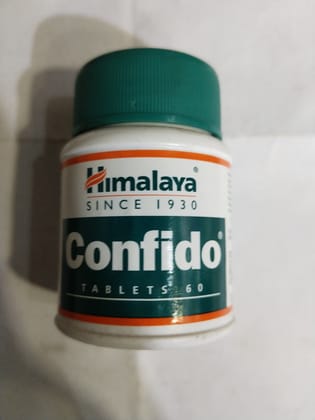 Himalaya®
SINCE 1930
Confido®
TABLETS 60